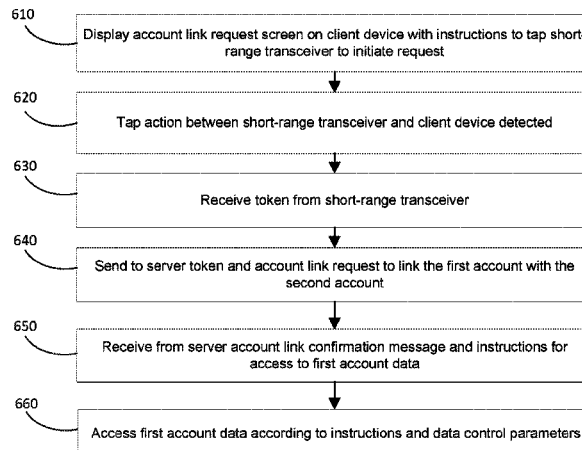 610
Display account link request screen on client device with instructions to tap short-
range transceiver to initiate request
620
Tap action between short-range transceiver and client device detected
630
Receive token from short-range transceiver
640
Send to server token and account link request to link the first account with the
second account
650
Receive from server account link confirmation message and instructions for
access to first account data
660
Access first account data according to instructions and data control parameters